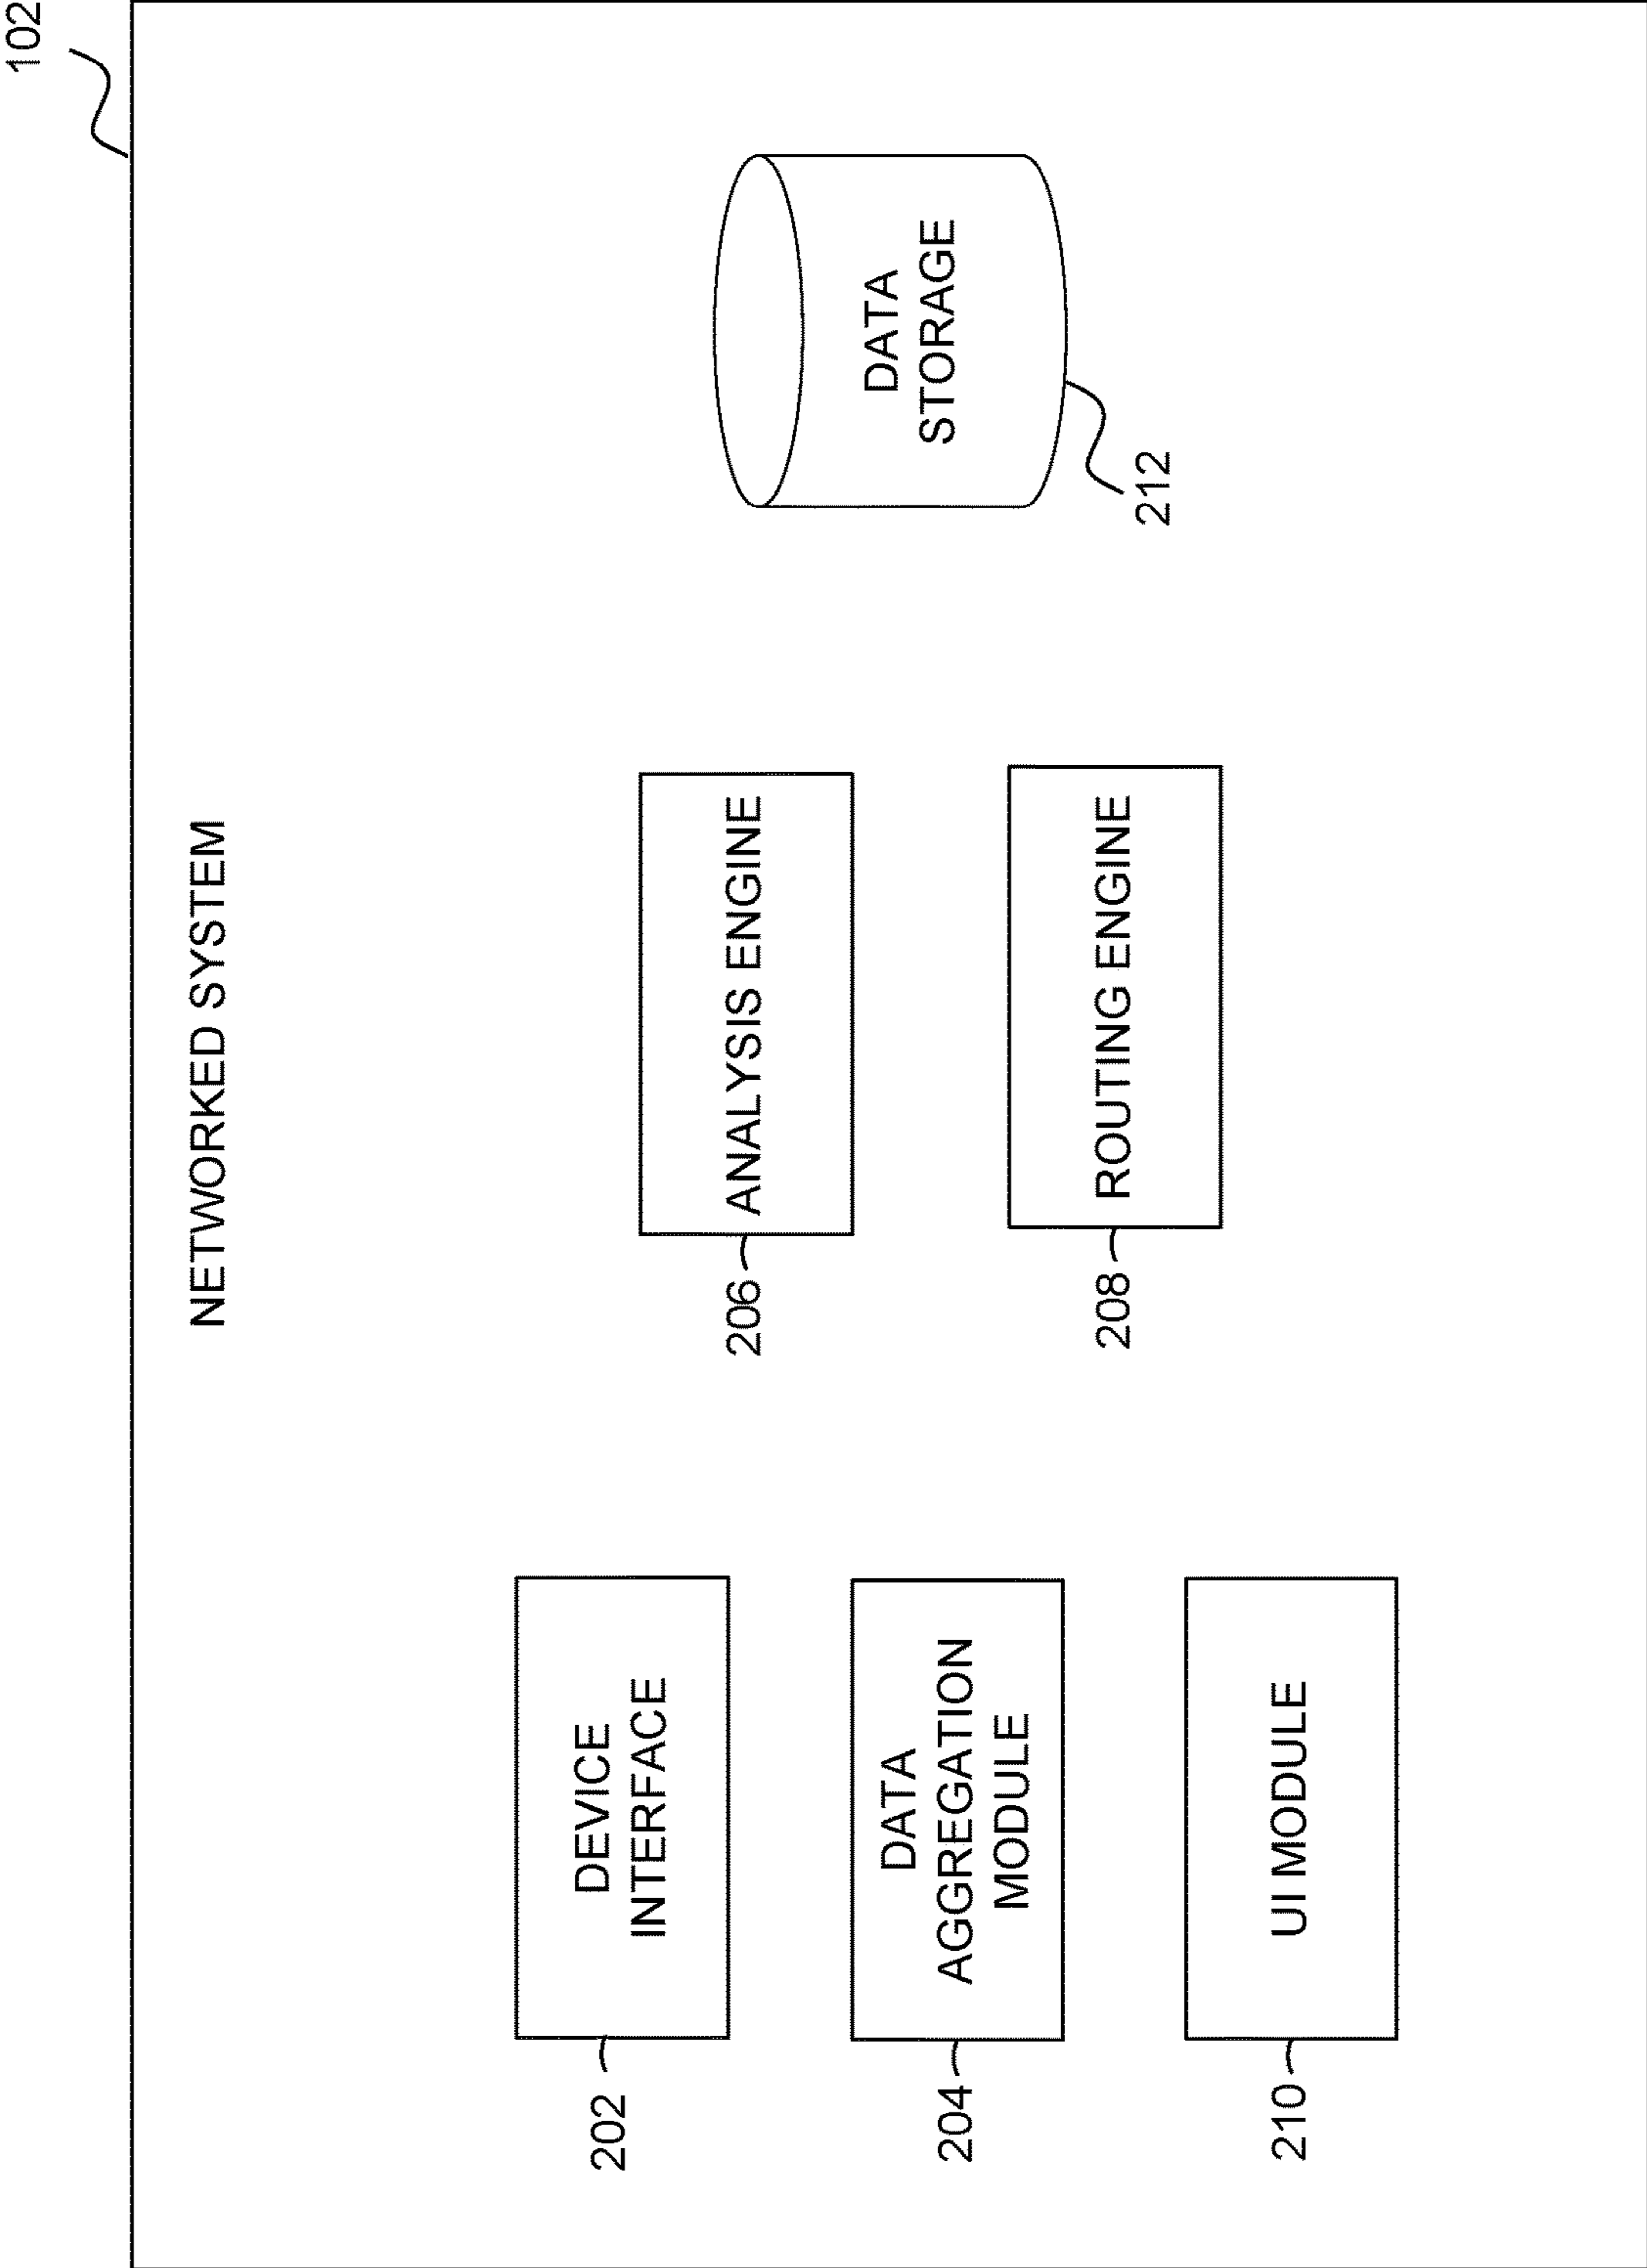 102
NETWORKED SYSTEM
202
DEVICE
INTERFACE
204
DATA
AGGREGATION
MODULE
210
UI MODULE
206
ANALYSIS ENGINE
208
ROUTING ENGINE
DATA
STORAGE
212